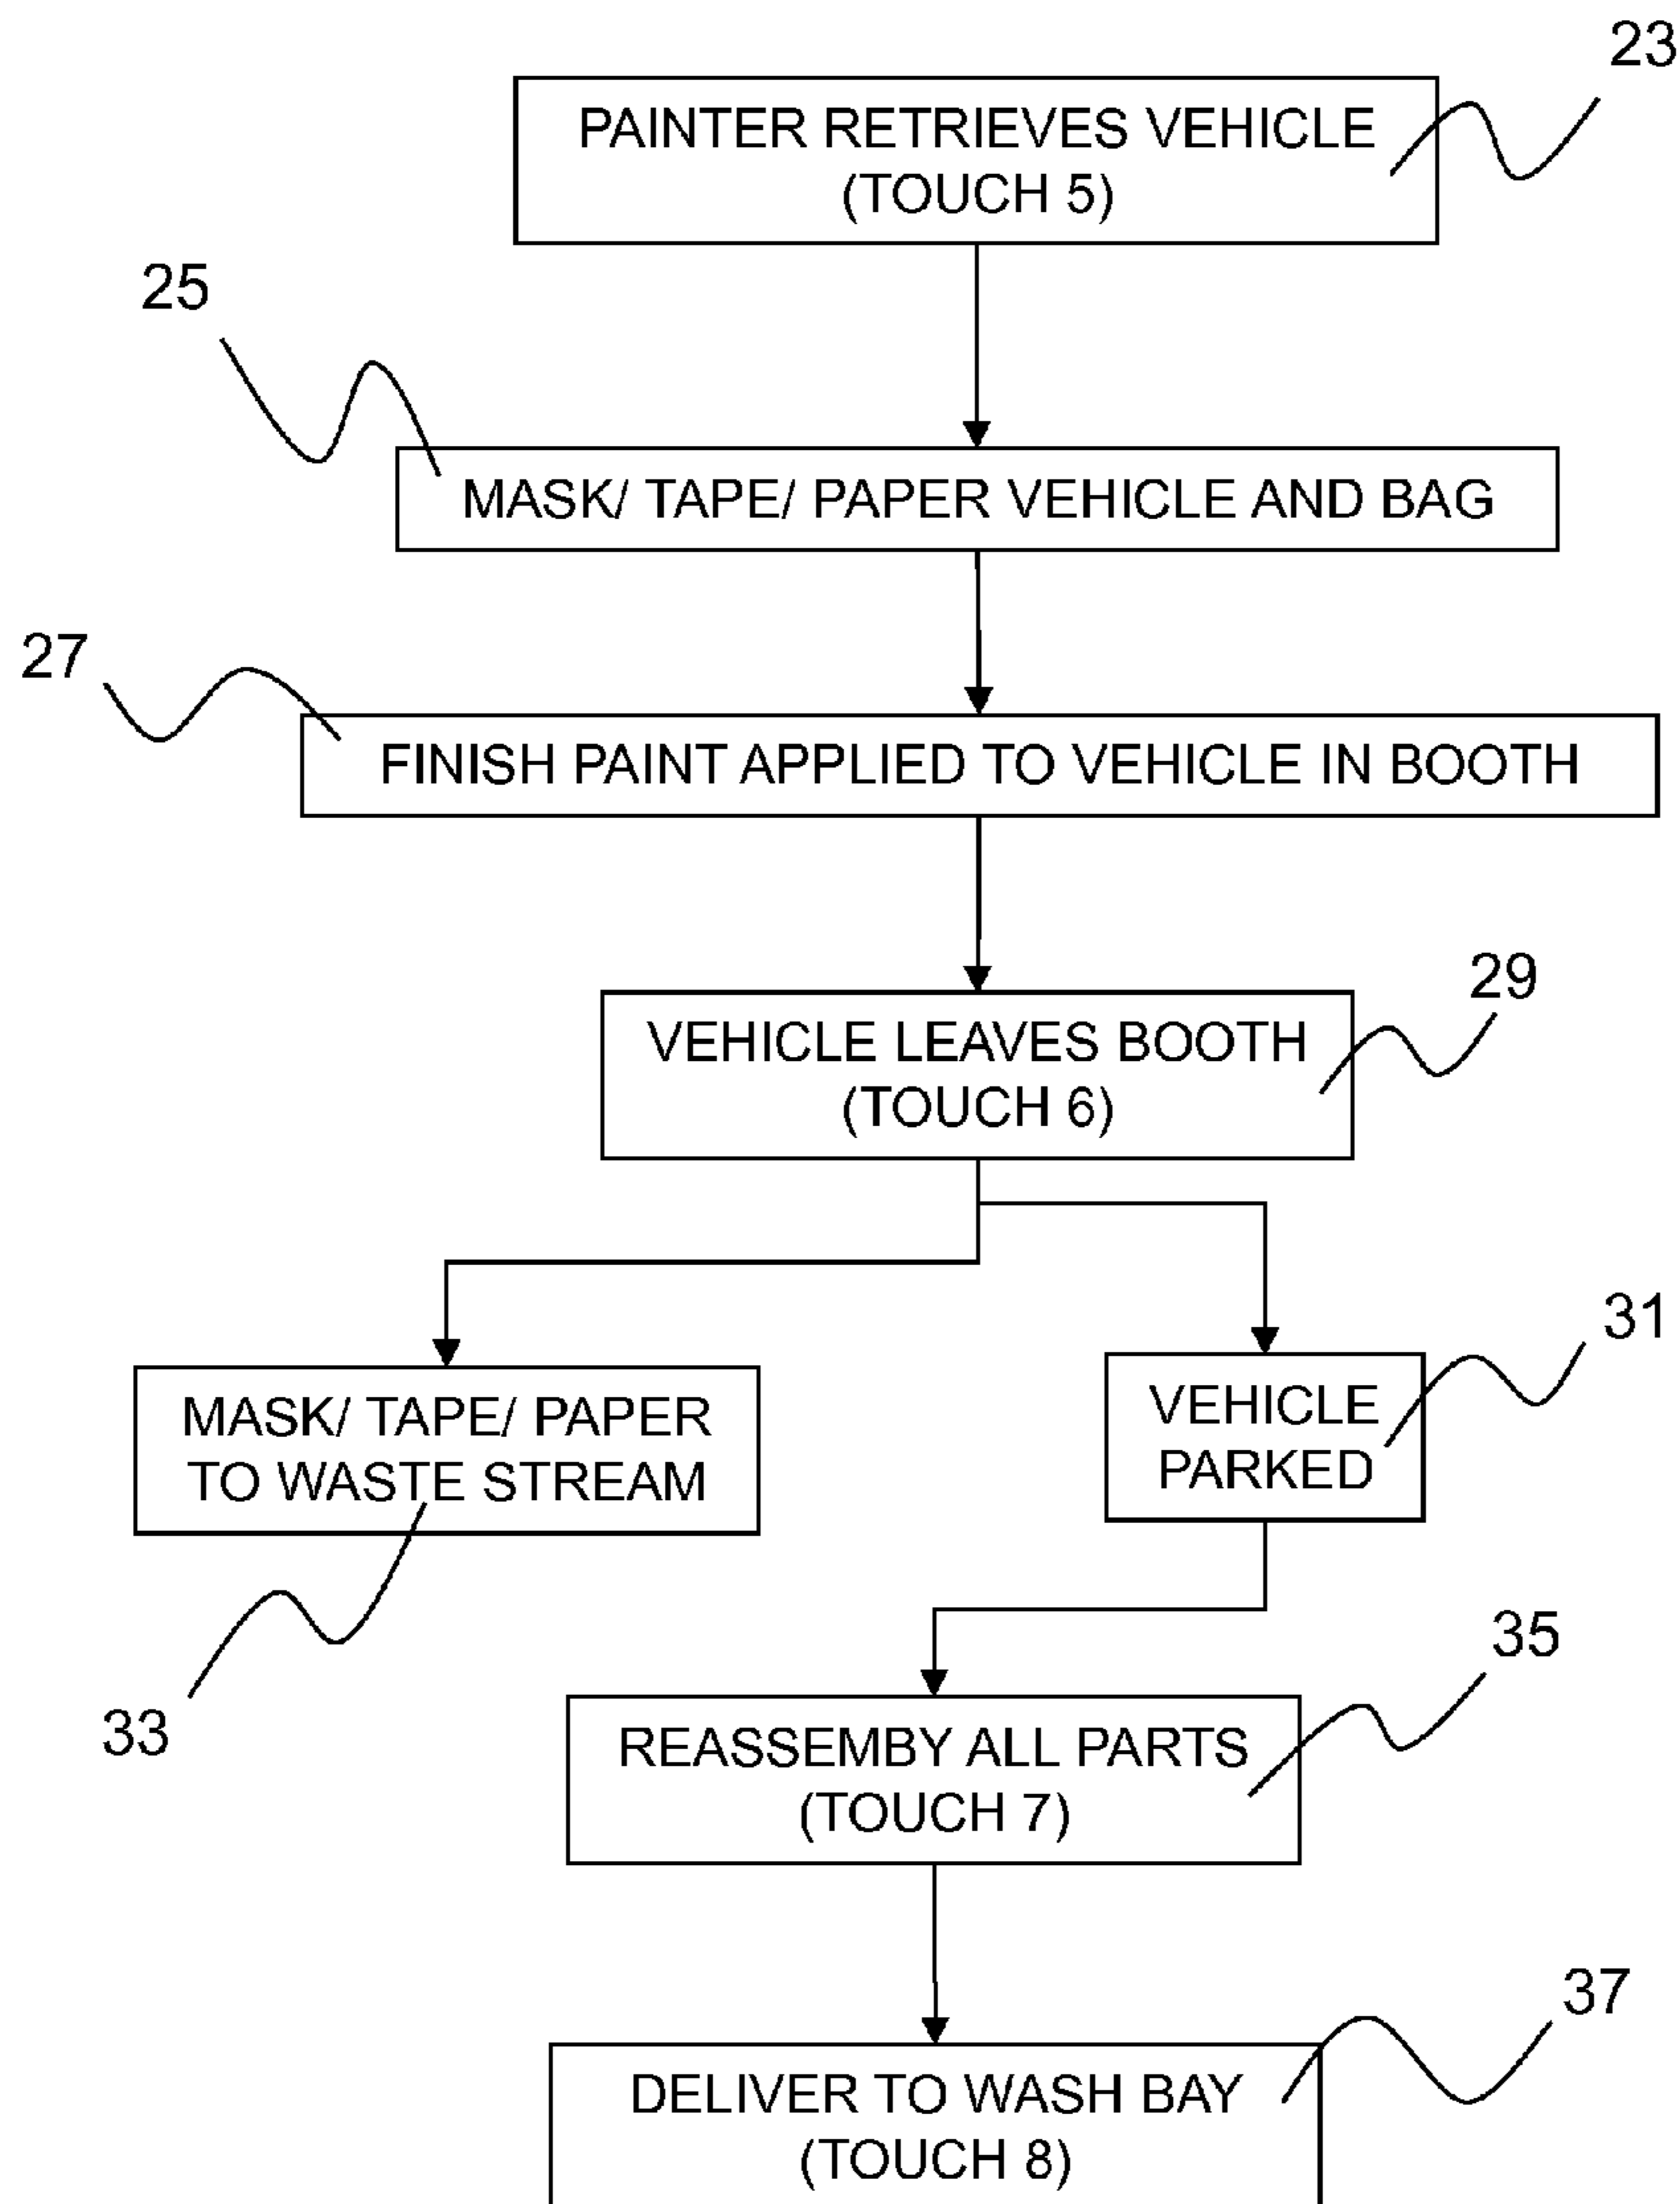 23
PAINTER RETRIEVES VEHICLE
(TOUCH 5)
25
MASK/ TAPE/ PAPER VEHICLE AND BAG
27
FINISH PAINT APPLIED TO VEHICLE IN BOOTH
29
VEHICLE LEAVES BOOTH
(TOUCH 6)
31
MASK/ TAPE/ PAPER
TO WASTE STREAM
VEHICLE
PARKED
33
35
REASSEMBY ALL PARTS
(TOUCH 7)
37
DELIVER TO WASH BAY
(TOUCH 8)